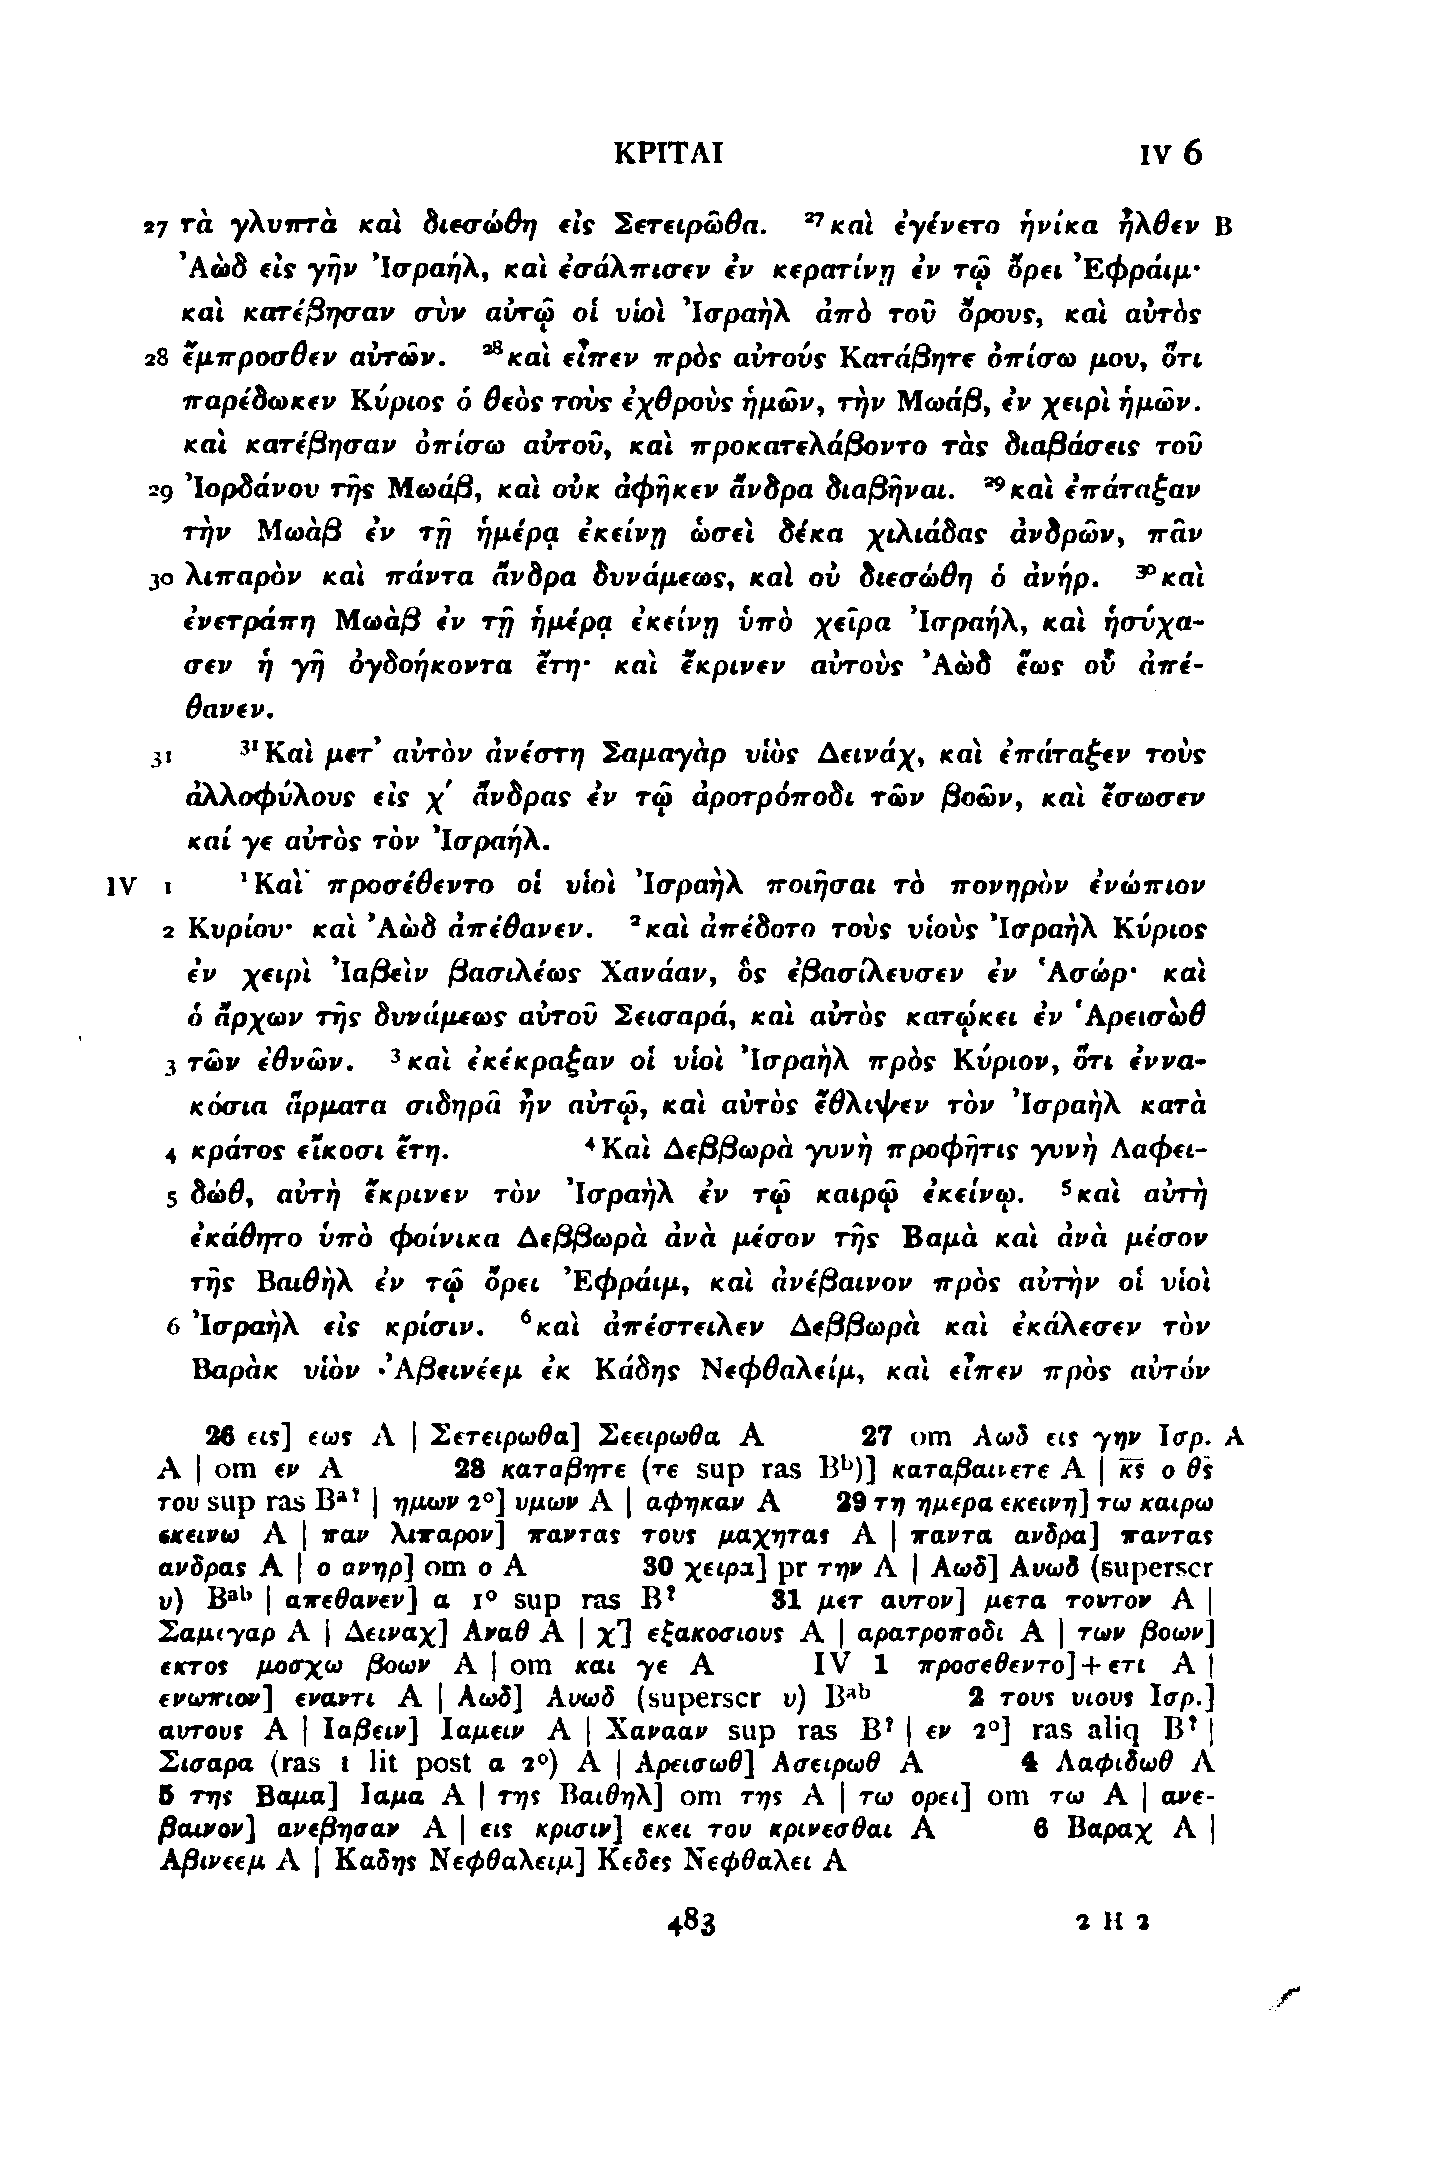 ΚΡΙΤΑΙ IV 6
27 τὰ γλυπτὰ καὶ διεσώθη εἰς Σετειρῶθα. ²⁷καὶ ἐγένετο ἡνίκα ἦλθεν B
Ἀὼδ εἰς γῆν Ἰσραήλ, καὶ ἐσάλπισεν ἐν κερατίνῃ ἐν τῷ ὄρει Ἐφράιμ·
καὶ κατέβησαν σὺν αὐτῷ οἱ υἱοὶ Ἰσραὴλ ἀπὸ τοῦ ὄρους, καὶ αὐτὸς
28 ἔμπροσθεν αὐτῶν. ²⁸καὶ εἶπεν πρὸς αὐτούς Κατάβητε ὀπίσω μου, ὅτι
παρέδωκεν Κύριος ὁ θεὸς τοὺς ἐχθροὺς ἡμῶν, τὴν Μωάβ, ἐν χειρὶ ἡμῶν.
καὶ κατέβησαν ὀπίσω αὐτοῦ, καὶ προκατελάβοντο τὰς διαβάσεις τοῦ
29 Ἰορδάνου τῆς Μωάβ, καὶ οὐκ ἀφῆκεν ἄνδρα διαβῆναι. ²⁹καὶ ἐπάταξαν
τὴν Μωὰβ ἐν τῇ ἡμέρᾳ ἐκείνῃ ὡσεὶ δέκα χιλιάδας ἀνδρῶν, πᾶν
30 λιπαρὸν καὶ πάντα ἄνδρα δυνάμεως, καὶ οὐ διεσώθη ὁ ἀνήρ. ³⁰καὶ
ἐνετράπη Μωὰβ ἐν τῇ ἡμέρᾳ ἐκείνῃ ὑπὸ χεῖρα Ἰσραήλ, καὶ ἡσύχα-
σεν ἡ γῆ ὀγδοήκοντα ἔτη· καὶ ἔκρινεν αὐτοὺς Ἀὼδ ἕως οὗ ἀπέ-
θανεν.
31 ³¹Καὶ μετ᾽ αὐτὸν ἀνέστη Σαμαγὰρ υἱὸς Δεινάχ, καὶ ἐπάταξεν τοὺς
ἀλλοφύλους εἰς χ΄ ἄνδρας ἐν τῷ ἀροτρόποδι τῶν βοῶν, καὶ ἔσωσεν
καί γε αὐτὸς τὸν Ἰσραήλ.
IV 1 ¹Καὶ προσέθεντο οἱ υἱοὶ Ἰσραὴλ ποιῆσαι τὸ πονηρὸν ἐνώπιον
2 Κυρίου· καὶ Ἀὼδ ἀπέθανεν. ²καὶ ἀπέδοτο τοὺς υἱοὺς Ἰσραὴλ Κύριος
ἐν χειρὶ Ἰαβεὶν βασιλέως Χανάαν, ὃς ἐβασίλευσεν ἐν Ἁσώρ· καὶ
ὁ ἄρχων τῆς δυνάμεως αὐτοῦ Σεισαρά, καὶ αὐτὸς κατῴκει ἐν Ἁρεισὼθ
3 τῶν ἐθνῶν. ³καὶ ἐκέκραξαν οἱ υἱοὶ Ἰσραὴλ πρὸς Κύριον, ὅτι ἐννα-
κόσια ἅρματα σιδηρᾶ ἦν αὐτῷ, καὶ αὐτὸς ἔθλιψεν τὸν Ἰσραὴλ κατὰ
4 κράτος εἴκοσι ἔτη. ⁴Καὶ Δεββωρὰ γυνὴ προφῆτις γυνὴ Λαφει-
5 δώθ, αὐτὴ ἔκρινεν τὸν Ἰσραὴλ ἐν τῷ καιρῷ ἐκείνῳ. ⁵καὶ αὐτὴ
ἐκάθητο ὑπὸ φοίνικα Δεββωρὰ ἀνὰ μέσον τῆς Βαμὰ καὶ ἀνὰ μέσον
τῆς Βαιθὴλ ἐν τῷ ὄρει Ἐφράιμ, καὶ ἀνέβαινον πρὸς αὐτὴν οἱ υἱοὶ
6 Ἰσραὴλ εἰς κρίσιν. ⁶καὶ ἀπέστειλεν Δεββωρὰ καὶ ἐκάλεσεν τὸν
Βαρὰκ υἱὸν Ἀβεινέεμ ἐκ Κάδης Νεφθαλείμ, καὶ εἶπεν πρὸς αὐτόν
26 εις] εως A | Σετειρωθα] Σεειρωθα A 27 om Αωδ εις γην Ισρ. A
A | om εν A 28 καταβητε (τε sup ras Bᵇ)] καταβαινετε A | κ̅ς̅ ο θ̅ς̅
του sup ras Bᵃ? | ημων 2°] υμων A | αφηκαν A 29 τη ημερα εκεινη] τω καιρω
εκεινω A | παν λιπαρον] παντας τους μαχητας A | παντα ανδρα] παντας
ανδρας A | ο ανηρ] om ο A 30 χειρα] pr την A | Αωδ] Αυωδ (superscr
υ) Bᵃᵇ | απεθανεν] α 1° sup ras B? 31 μετ αυτον] μετα τουτον A |
Σαμεγαρ A | Δειναχ] Αναθ A | χ΄] εξακοσιους A | αρατροποδι A | των βοων]
εκτος μοσχω βοων A | om και γε A IV 1 προσεθεντο]+ετι A |
ενωπιον] εναντι A | Αωδ] Αυωδ (superscr υ) Bᵃᵇ 2 τους υιους Ισρ.]
αυτους A | Ιαβειν] Ιαμειν A | Χανααν sup ras B? | εν 2°] ras aliq B? |
Σισαρα (ras 1 lit post α 2°) A | Αρεισωθ] Ασειρωθ A 4 Λαφιδωθ A
5 της Βαμα] Ιαμα A | της Βαιθηλ] om της A | τω ορει] om τω A | ανε-
βαινον] ανεβησαν A | εις κρισιν] εκει του κρινεσθαι A 6 Βαραχ A |
Αβινεεμ A | Καδης Νεφθαλειμ] Κεδες Νεφθαλει A
483 2 H 2